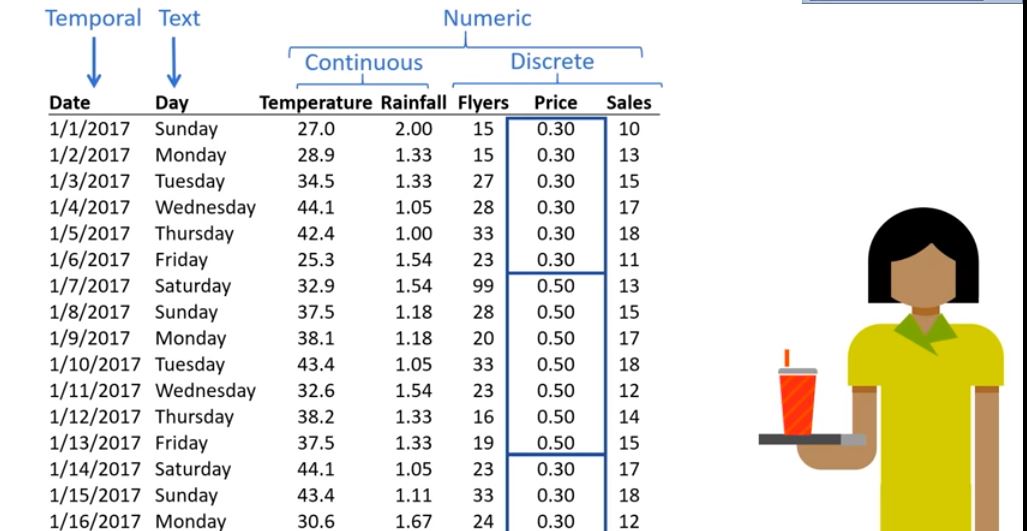 Temporal Text Numeric
Continuous Discrete
Date Day Temperature Rainfall Flyers Price Sales
1/1/2017 Sunday 27.0 2.00 15 0.30 10
1/2/2017 Monday 28.9 1.33 15 0.30 13
1/3/2017 Tuesday 34.5 1.33 27 0.30 15
1/4/2017 Wednesday 44.1 1.05 28 0.30 17
1/5/2017 Thursday 42.4 1.00 33 0.30 18
1/6/2017 Friday 25.3 1.54 23 0.30 11
1/7/2017 Saturday 32.9 1.54 99 0.50 13
1/8/2017 Sunday 37.5 1.18 28 0.50 15
1/9/2017 Monday 38.1 1.18 20 0.50 17
1/10/2017 Tuesday 43.4 1.05 33 0.50 18
1/11/2017 Wednesday 32.6 1.54 23 0.50 12
1/12/2017 Thursday 38.2 1.33 16 0.50 14
1/13/2017 Friday 37.5 1.33 19 0.50 15
1/14/2017 Saturday 44.1 1.05 23 0.30 17
1/15/2017 Sunday 43.4 1.11 33 0.30 18
1/16/2017 Monday 30.6 1.67 24 0.30 12